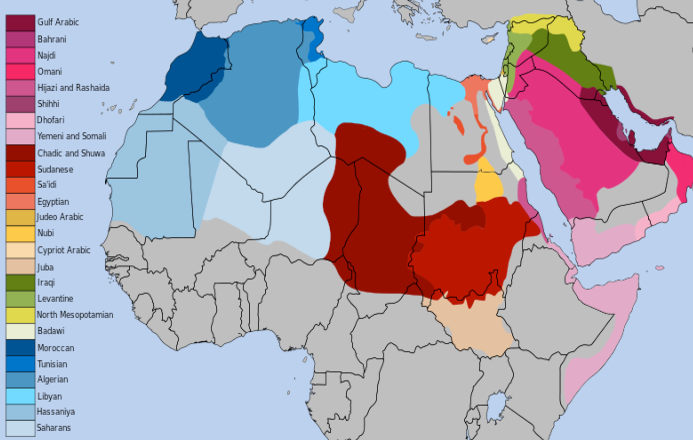 Gulf Arabic
Bahrani
Najdi
Omani
Hijazi and Rashaida
Shihhi
Dhofari
Yemeni and Somali
Chadic and Shuwa
Sudanese
Sa'idi
Egyptian
Judeo Arabic
Nubi
Cypriot Arabic
Juba
Iraqi
Levantine
North Mesopotamian
Badawi
Moroccan
Tunisian
Algerian
Libyan
Hassaniya
Saharans